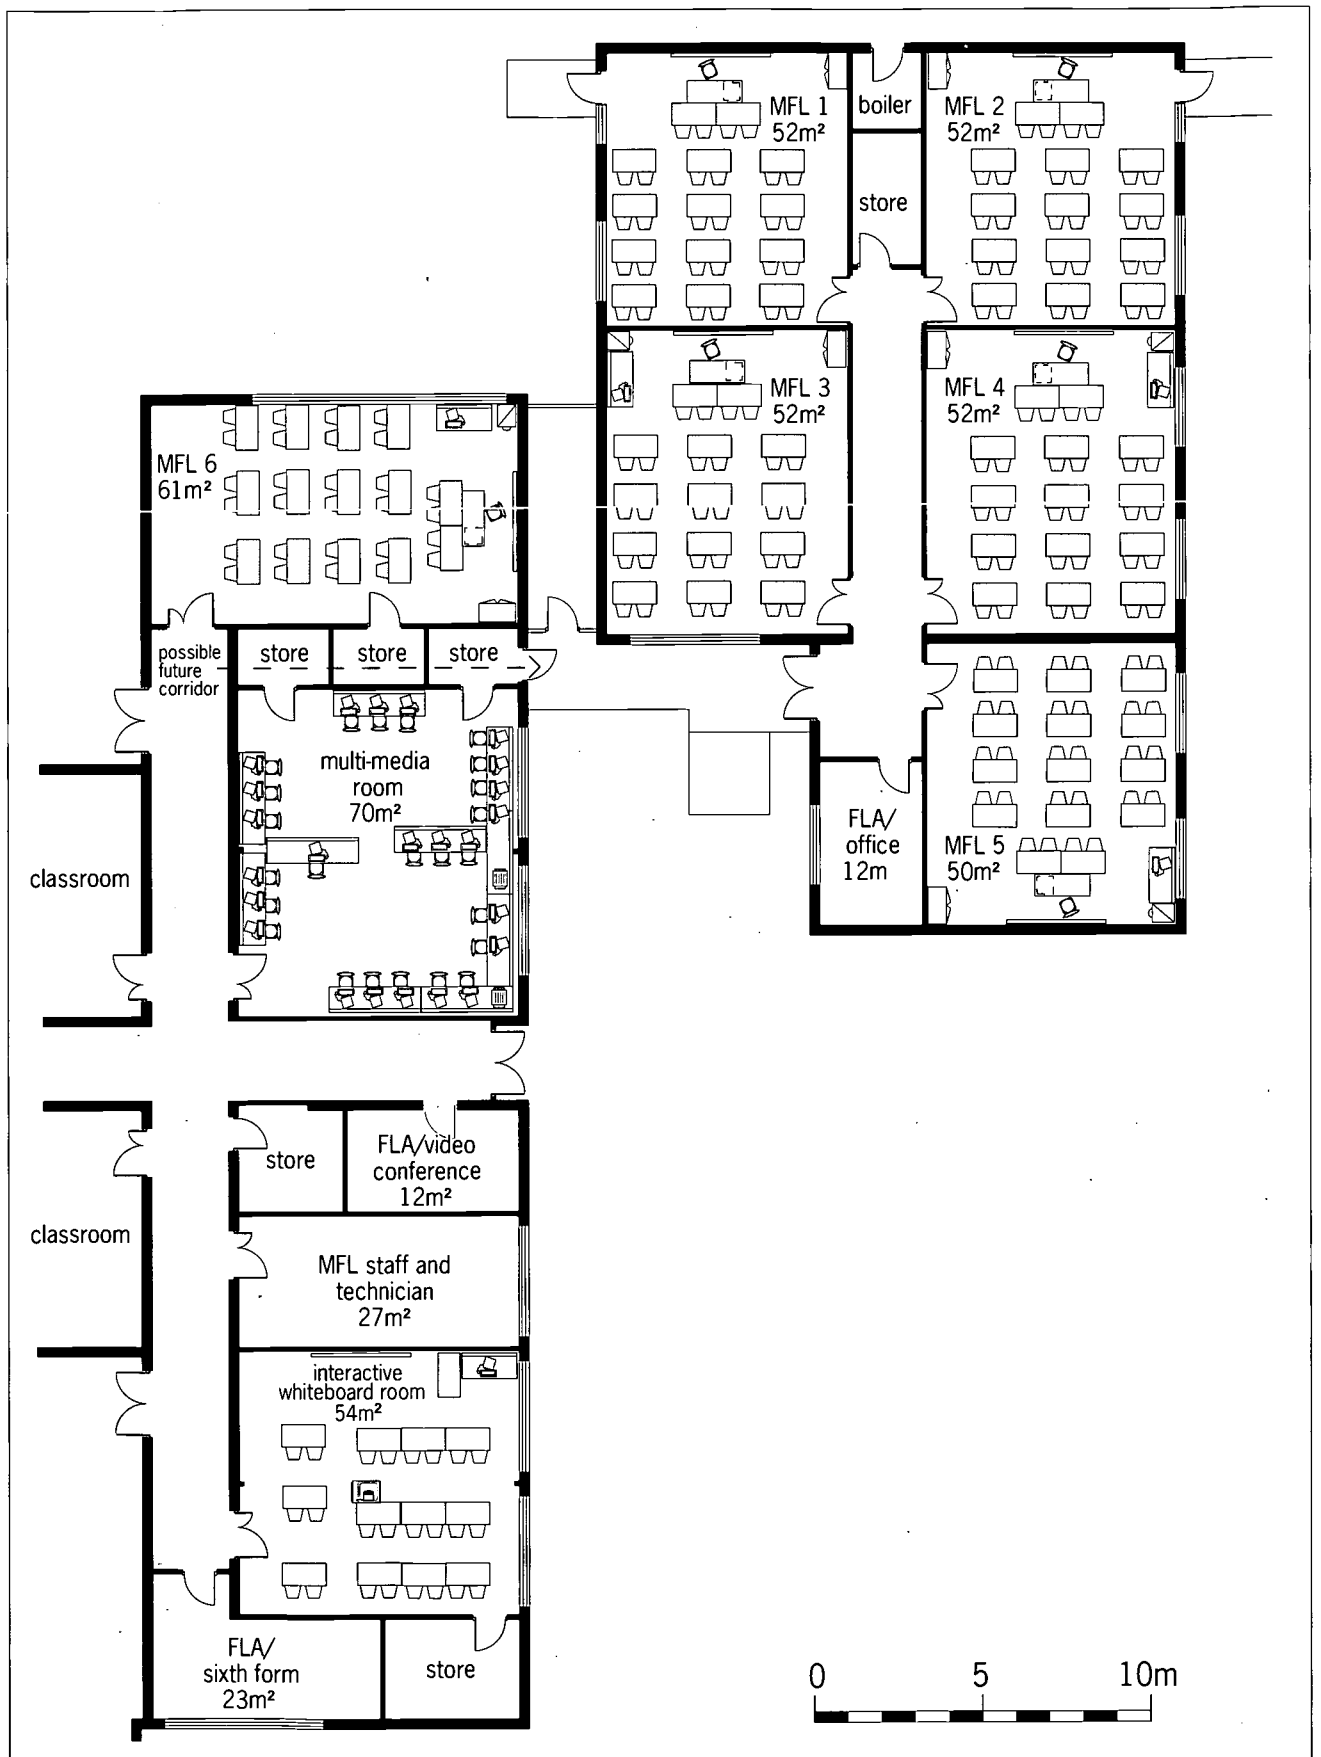 MFL 1
52m²
boiler
MFL 2
52m²
store
MFL 3
52m²
MFL 4
52m²
MFL 6
61m²
possible
future
corridor
store
store
store
multi-media
room
70m²
FLA/
office
12m
MFL 5
50m²
classroom
store
FLA/video
conference
12m²
classroom
MFL staff and
technician
27m²
interactive
whiteboard room
54m²
FLA/
sixth form
23m²
store
0 5 10m